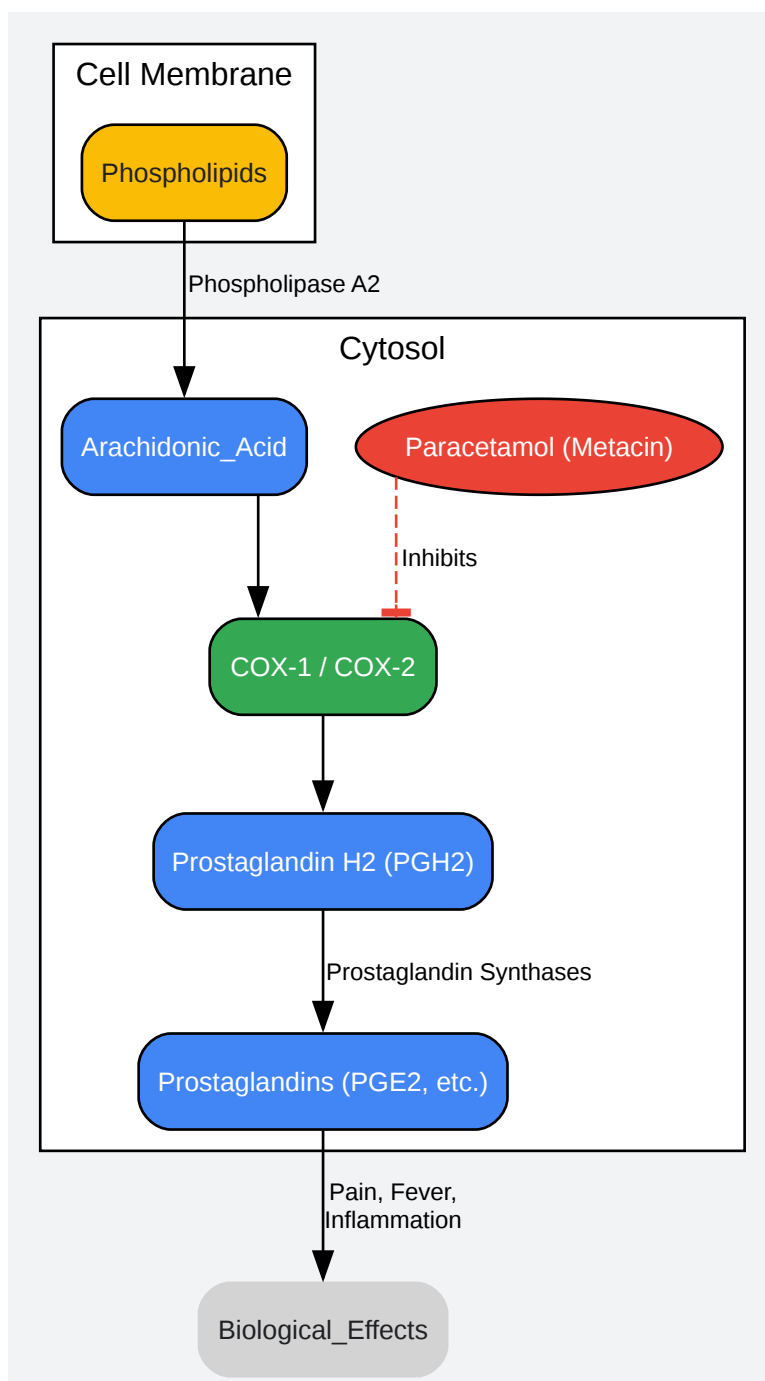 Cell Membrane
Phospholipids
Phospholipase A2
Cytosol
Arachidonic_Acid
Paracetamol (Metacin)
Inhibits
COX-1 / COX-2
Prostaglandin H2 (PGH2)
Prostaglandin Synthases
Prostaglandins (PGE2, etc.)
Pain, Fever,
Inflammation
Biological_Effects